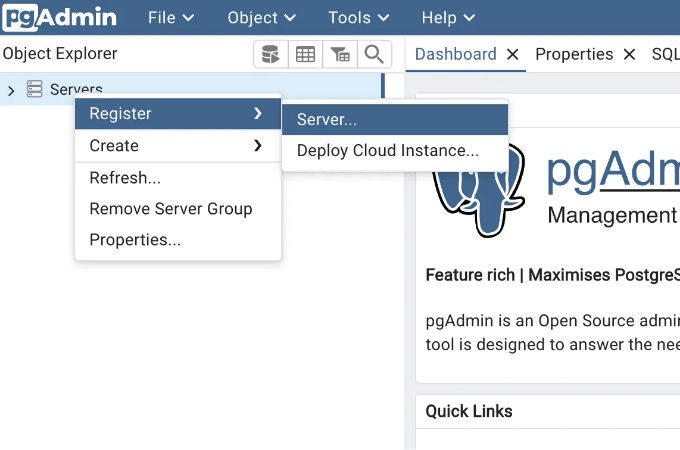 pgAdmin File Object Tools Help
Object Explorer
Dashboard Properties SQL
Servers
Register
Server...
Create
Deploy Cloud Instance...
Refresh...
Remove Server Group
Properties...
pgAdm
Management
Feature rich | Maximises PostgreS
pgAdmin is an Open Source admin
tool is designed to answer the nee
Quick Links